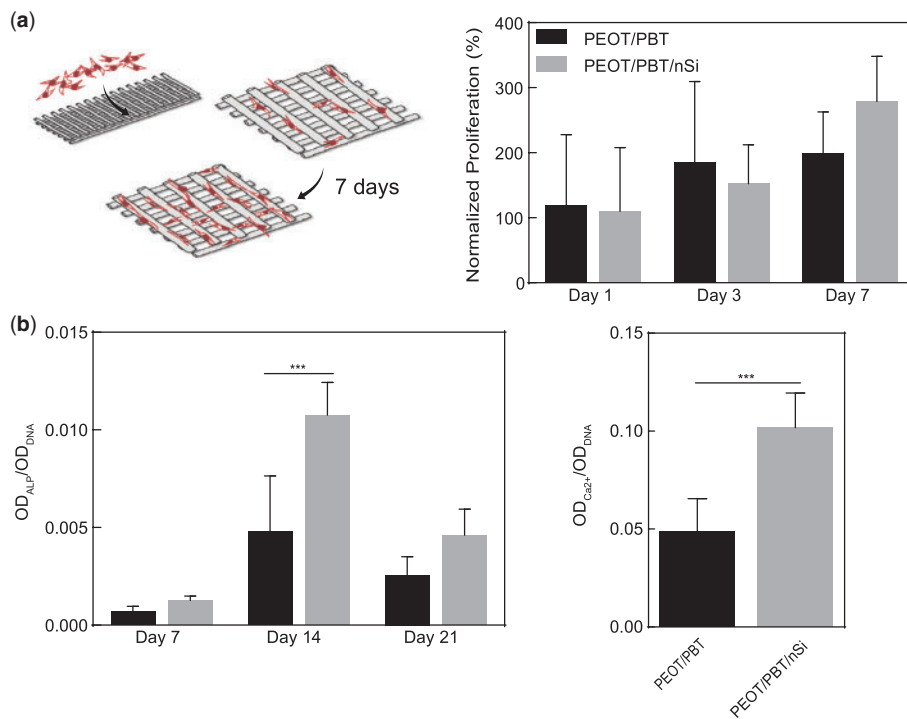 (a)
7 days
Normalized Proliferation (%)
400
300
200
100
0
PEOT/PBT
PEOT/PBT/nSi
Day 1 Day 3 Day 7
(b)
OD_ALP/OD_DNA
0.015
0.010
0.005
0.000
***
Day 7 Day 14 Day 21
OD_Ca2+/OD_DNA
0.15
0.10
0.05
0.00
***
PEOT/PBT
PEOT/PBT/nSi